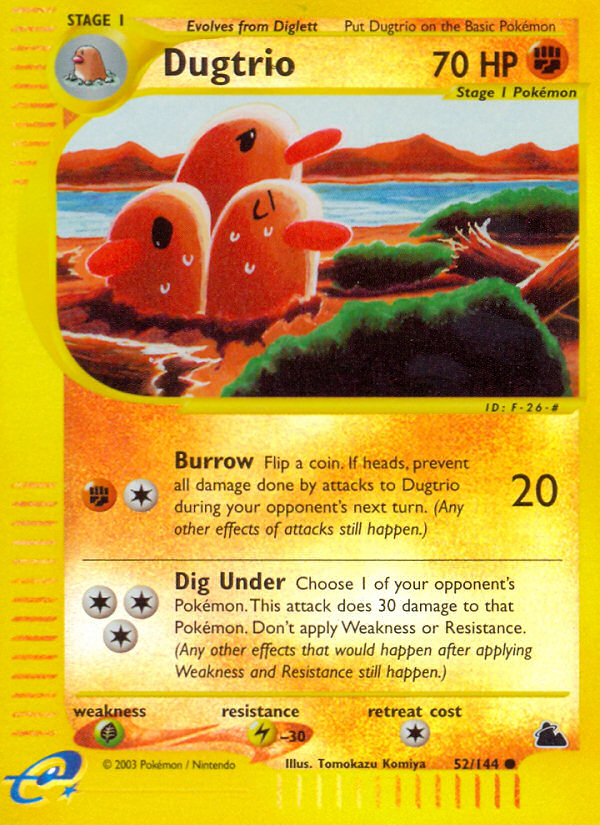 STAGE 1
Evolves from Diglett
Put Dugtrio on the Basic Pokémon
Dugtrio
70 HP
Stage 1 Pokémon
ID: F-26-#
Burrow Flip a coin. If heads, prevent
all damage done by attacks to Dugtrio
during your opponent's next turn. (Any
other effects of attacks still happen.)
20
Dig Under Choose 1 of your opponent's
Pokémon. This attack does 30 damage to that
Pokémon. Don't apply Weakness or Resistance.
(Any other effects that would happen after applying
Weakness and Resistance still happen.)
weakness
resistance
retreat cost
–30
© 2003 Pokémon / Nintendo
Illus. Tomokazu Komiya
52/144
e